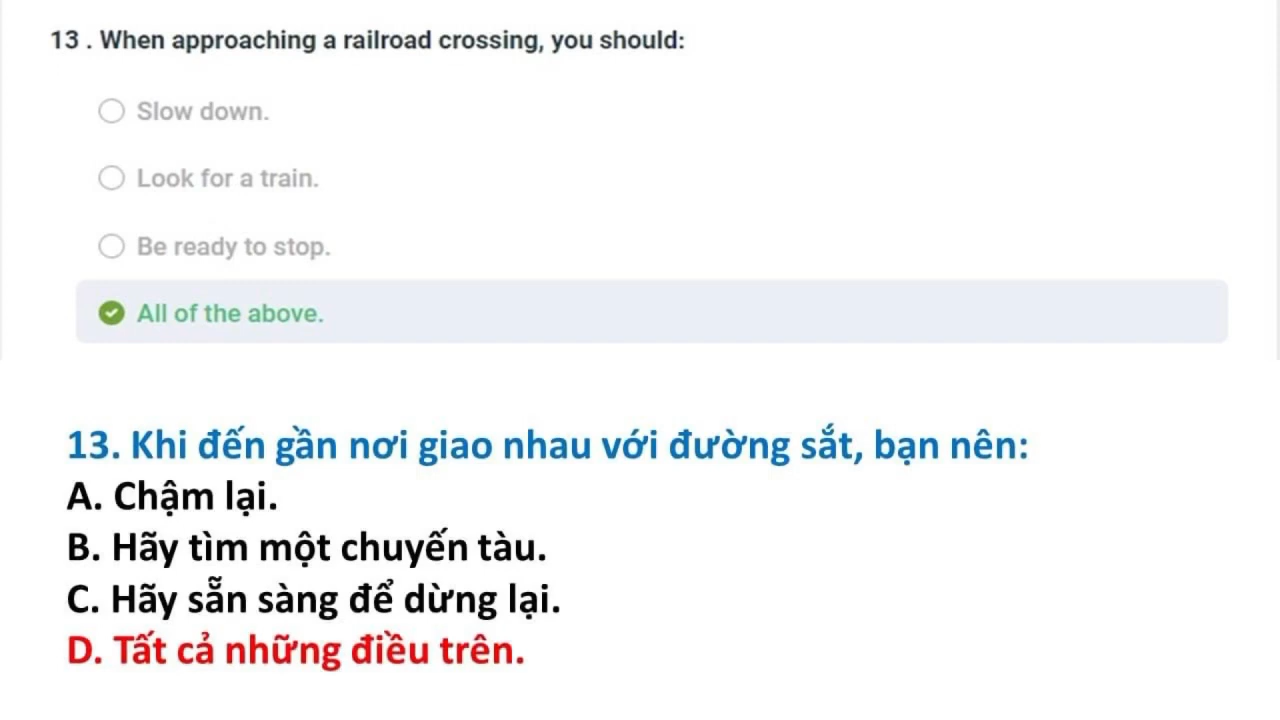 13 . When approaching a railroad crossing, you should:
Slow down.
Look for a train.
Be ready to stop.
All of the above.
13. Khi đến gần nơi giao nhau với đường sắt, bạn nên:
A. Chậm lại.
B. Hãy tìm một chuyến tàu.
C. Hãy sẵn sàng để dừng lại.
D. Tất cả những điều trên.